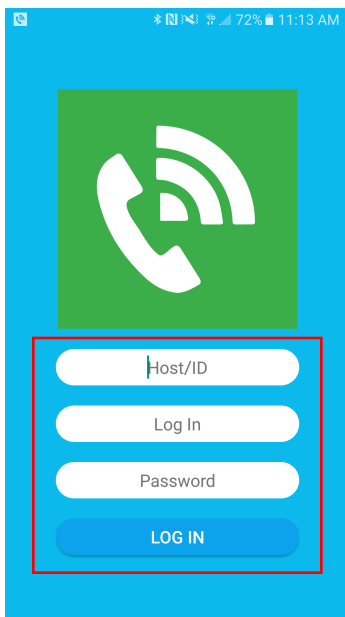 72% 11:13 AM
Host/ID
Log In
Password
LOG IN